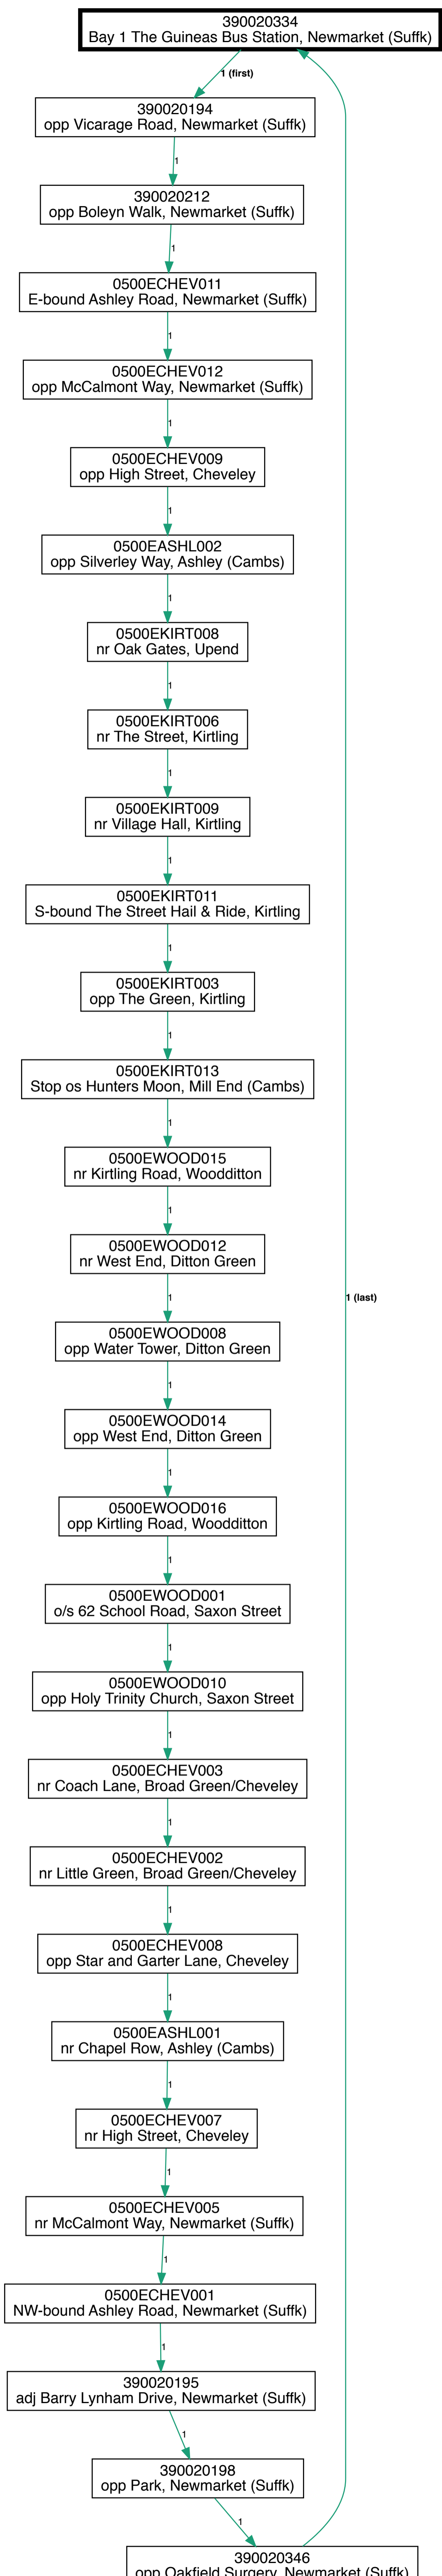 390020334
Bay 1 The Guineas Bus Station, Newmarket (Suffk)
1 (first)
390020194
opp Vicarage Road, Newmarket (Suffk)
1
390020212
opp Boleyn Walk, Newmarket (Suffk)
1
0500ECHEV011
E-bound Ashley Road, Newmarket (Suffk)
1
0500ECHEV012
opp McCalmont Way, Newmarket (Suffk)
1
0500ECHEV009
opp High Street, Cheveley
1
0500EASHL002
opp Silverley Way, Ashley (Cambs)
1
0500EKIRT008
nr Oak Gates, Upend
1
0500EKIRT006
nr The Street, Kirtling
1
0500EKIRT009
nr Village Hall, Kirtling
1
0500EKIRT011
S-bound The Street Hail & Ride, Kirtling
1
0500EKIRT003
opp The Green, Kirtling
1
0500EKIRT013
Stop os Hunters Moon, Mill End (Cambs)
1
0500EWOOD015
nr Kirtling Road, Woodditton
1
0500EWOOD012
nr West End, Ditton Green
1
1 (last)
0500EWOOD008
opp Water Tower, Ditton Green
1
0500EWOOD014
opp West End, Ditton Green
1
0500EWOOD016
opp Kirtling Road, Woodditton
1
0500EWOOD001
o/s 62 School Road, Saxon Street
1
0500EWOOD010
opp Holy Trinity Church, Saxon Street
1
0500ECHEV003
nr Coach Lane, Broad Green/Cheveley
1
0500ECHEV002
nr Little Green, Broad Green/Cheveley
1
0500ECHEV008
opp Star and Garter Lane, Cheveley
1
0500EASHL001
nr Chapel Row, Ashley (Cambs)
1
0500ECHEV007
nr High Street, Cheveley
1
0500ECHEV005
nr McCalmont Way, Newmarket (Suffk)
1
0500ECHEV001
NW-bound Ashley Road, Newmarket (Suffk)
1
390020195
adj Barry Lynham Drive, Newmarket (Suffk)
1
390020198
opp Park, Newmarket (Suffk)
1
390020346
opp Oakfield Surgery, Newmarket (Suffk)